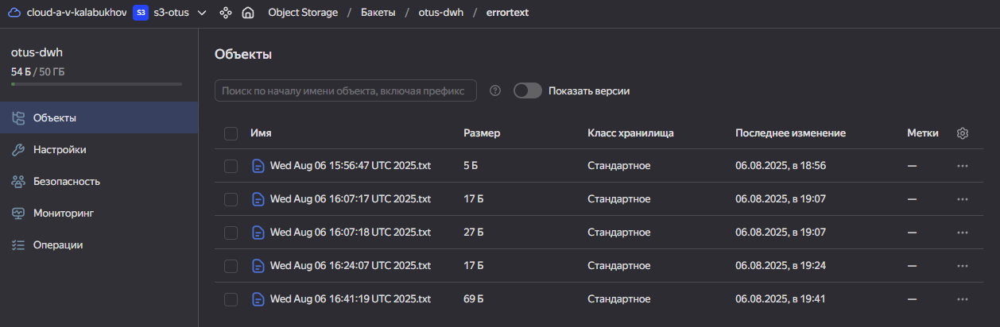 cloud-a-v-kalabukhov S3 s3-otus Object Storage / Бакеты / otus-dwh / errortext
otus-dwh
54 Б / 50 ГБ
Объекты
Настройки
Безопасность
Мониторинг
Операции
Объекты
Поиск по началу имени объекта, включая префикс ? Показать версии
Имя Размер Класс хранилища Последнее изменение Метки
Wed Aug 06 15:56:47 UTC 2025.txt 5 Б Стандартное 06.08.2025, в 18:56 — ···
Wed Aug 06 16:07:17 UTC 2025.txt 17 Б Стандартное 06.08.2025, в 19:07 — ···
Wed Aug 06 16:07:18 UTC 2025.txt 27 Б Стандартное 06.08.2025, в 19:07 — ···
Wed Aug 06 16:24:07 UTC 2025.txt 17 Б Стандартное 06.08.2025, в 19:24 — ···
Wed Aug 06 16:41:19 UTC 2025.txt 69 Б Стандартное 06.08.2025, в 19:41 — ···